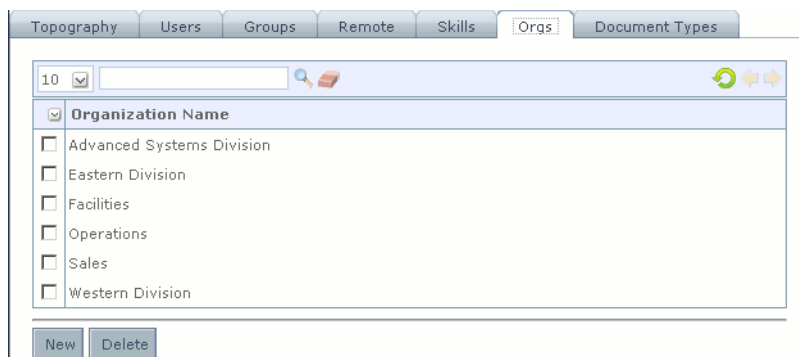 Topography Users Groups Remote Skills Orgs Document Types
10
Organization Name
Advanced Systems Division
Eastern Division
Facilities
Operations
Sales
Western Division
New Delete